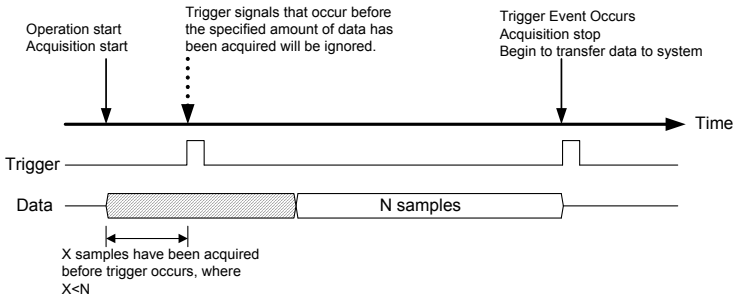 Operation start
Acquisition start
Trigger signals that occur before
the specified amount of data has
been acquired will be ignored.
Trigger Event Occurs
Acquisition stop
Begin to transfer data to system
Time
Trigger
Data
N samples
X samples have been acquired
before trigger occurs, where
X<N